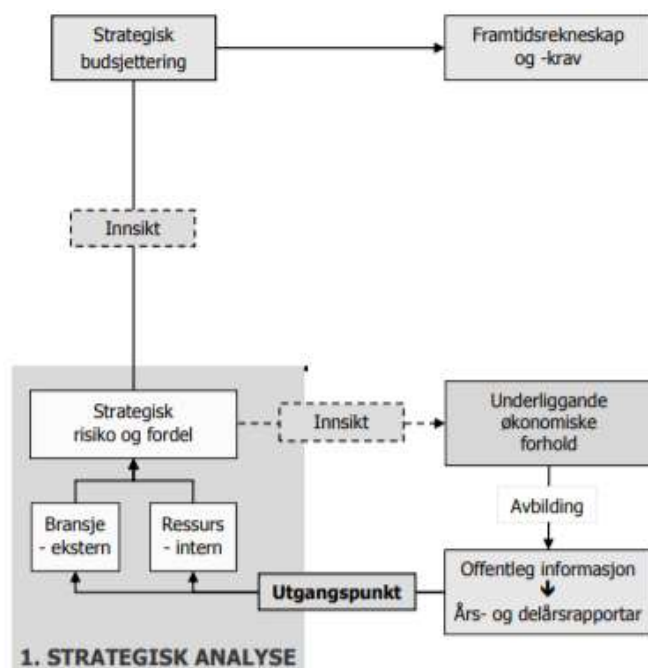 Strategisk
budsjettering
Framtidsrekneskap
og -krav
Innsikt
Strategisk
risiko og fordel
Innsikt
Underliggande
økonomiske
forhold
Avbilding
Bransje
- ekstern
Ressurs
- intern
Utgangspunkt
Offentleg informasjon
Års- og delårsrapportar
1. STRATEGISK ANALYSE